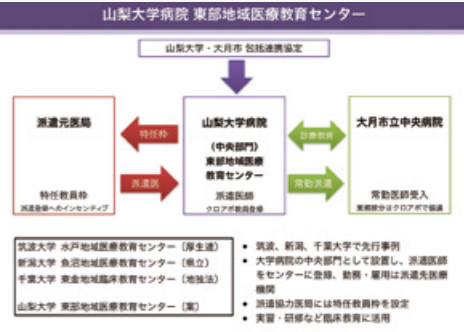 山梨大学病院 東部地域医療教育センター
山梨大学・大月市 包括連携協定
派遣元医局
特任教員枠
派遣登録へのインセンティブ
特任枠
派遣医
山梨大学病院
(中央部門)
東部地域医療
教育センター
派遣医師
クロアポ教員登録
診療教育
常勤派遣
大月市立中央病院
常勤医師受入
業務按分はクロアポで協議
筑波大学 水戸地域医療教育センター(厚生連)
新潟大学 魚沼地域医療教育センター(県立)
千葉大学 東金地域臨床教育センター(地独法)
山梨大学 東部地域医療教育センター(案)
• 筑波、新潟、千葉大学で先行事例
• 大学病院の中央部門として設置し、派遣医師
をセンターに登録、勤務・雇用は派遣先医療
機関
• 派遣協力医局には特任教員枠を設定
• 実習・研修など臨床教育に活用